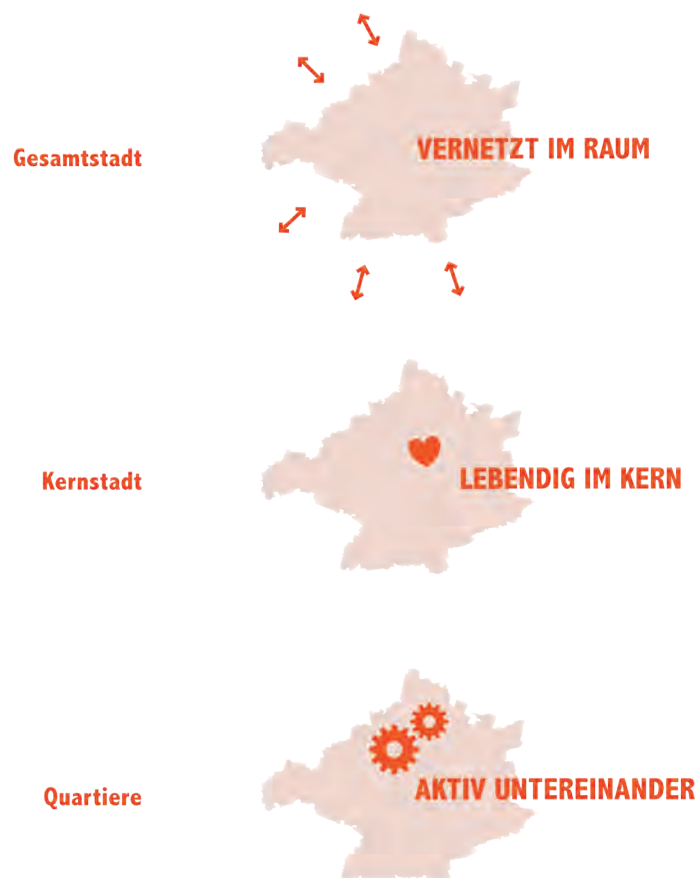 Gesamtstadt
VERNETZT IM RAUM
Kernstadt
LEBENDIG IM KERN
Quartiere
AKTIV UNTEREINANDER